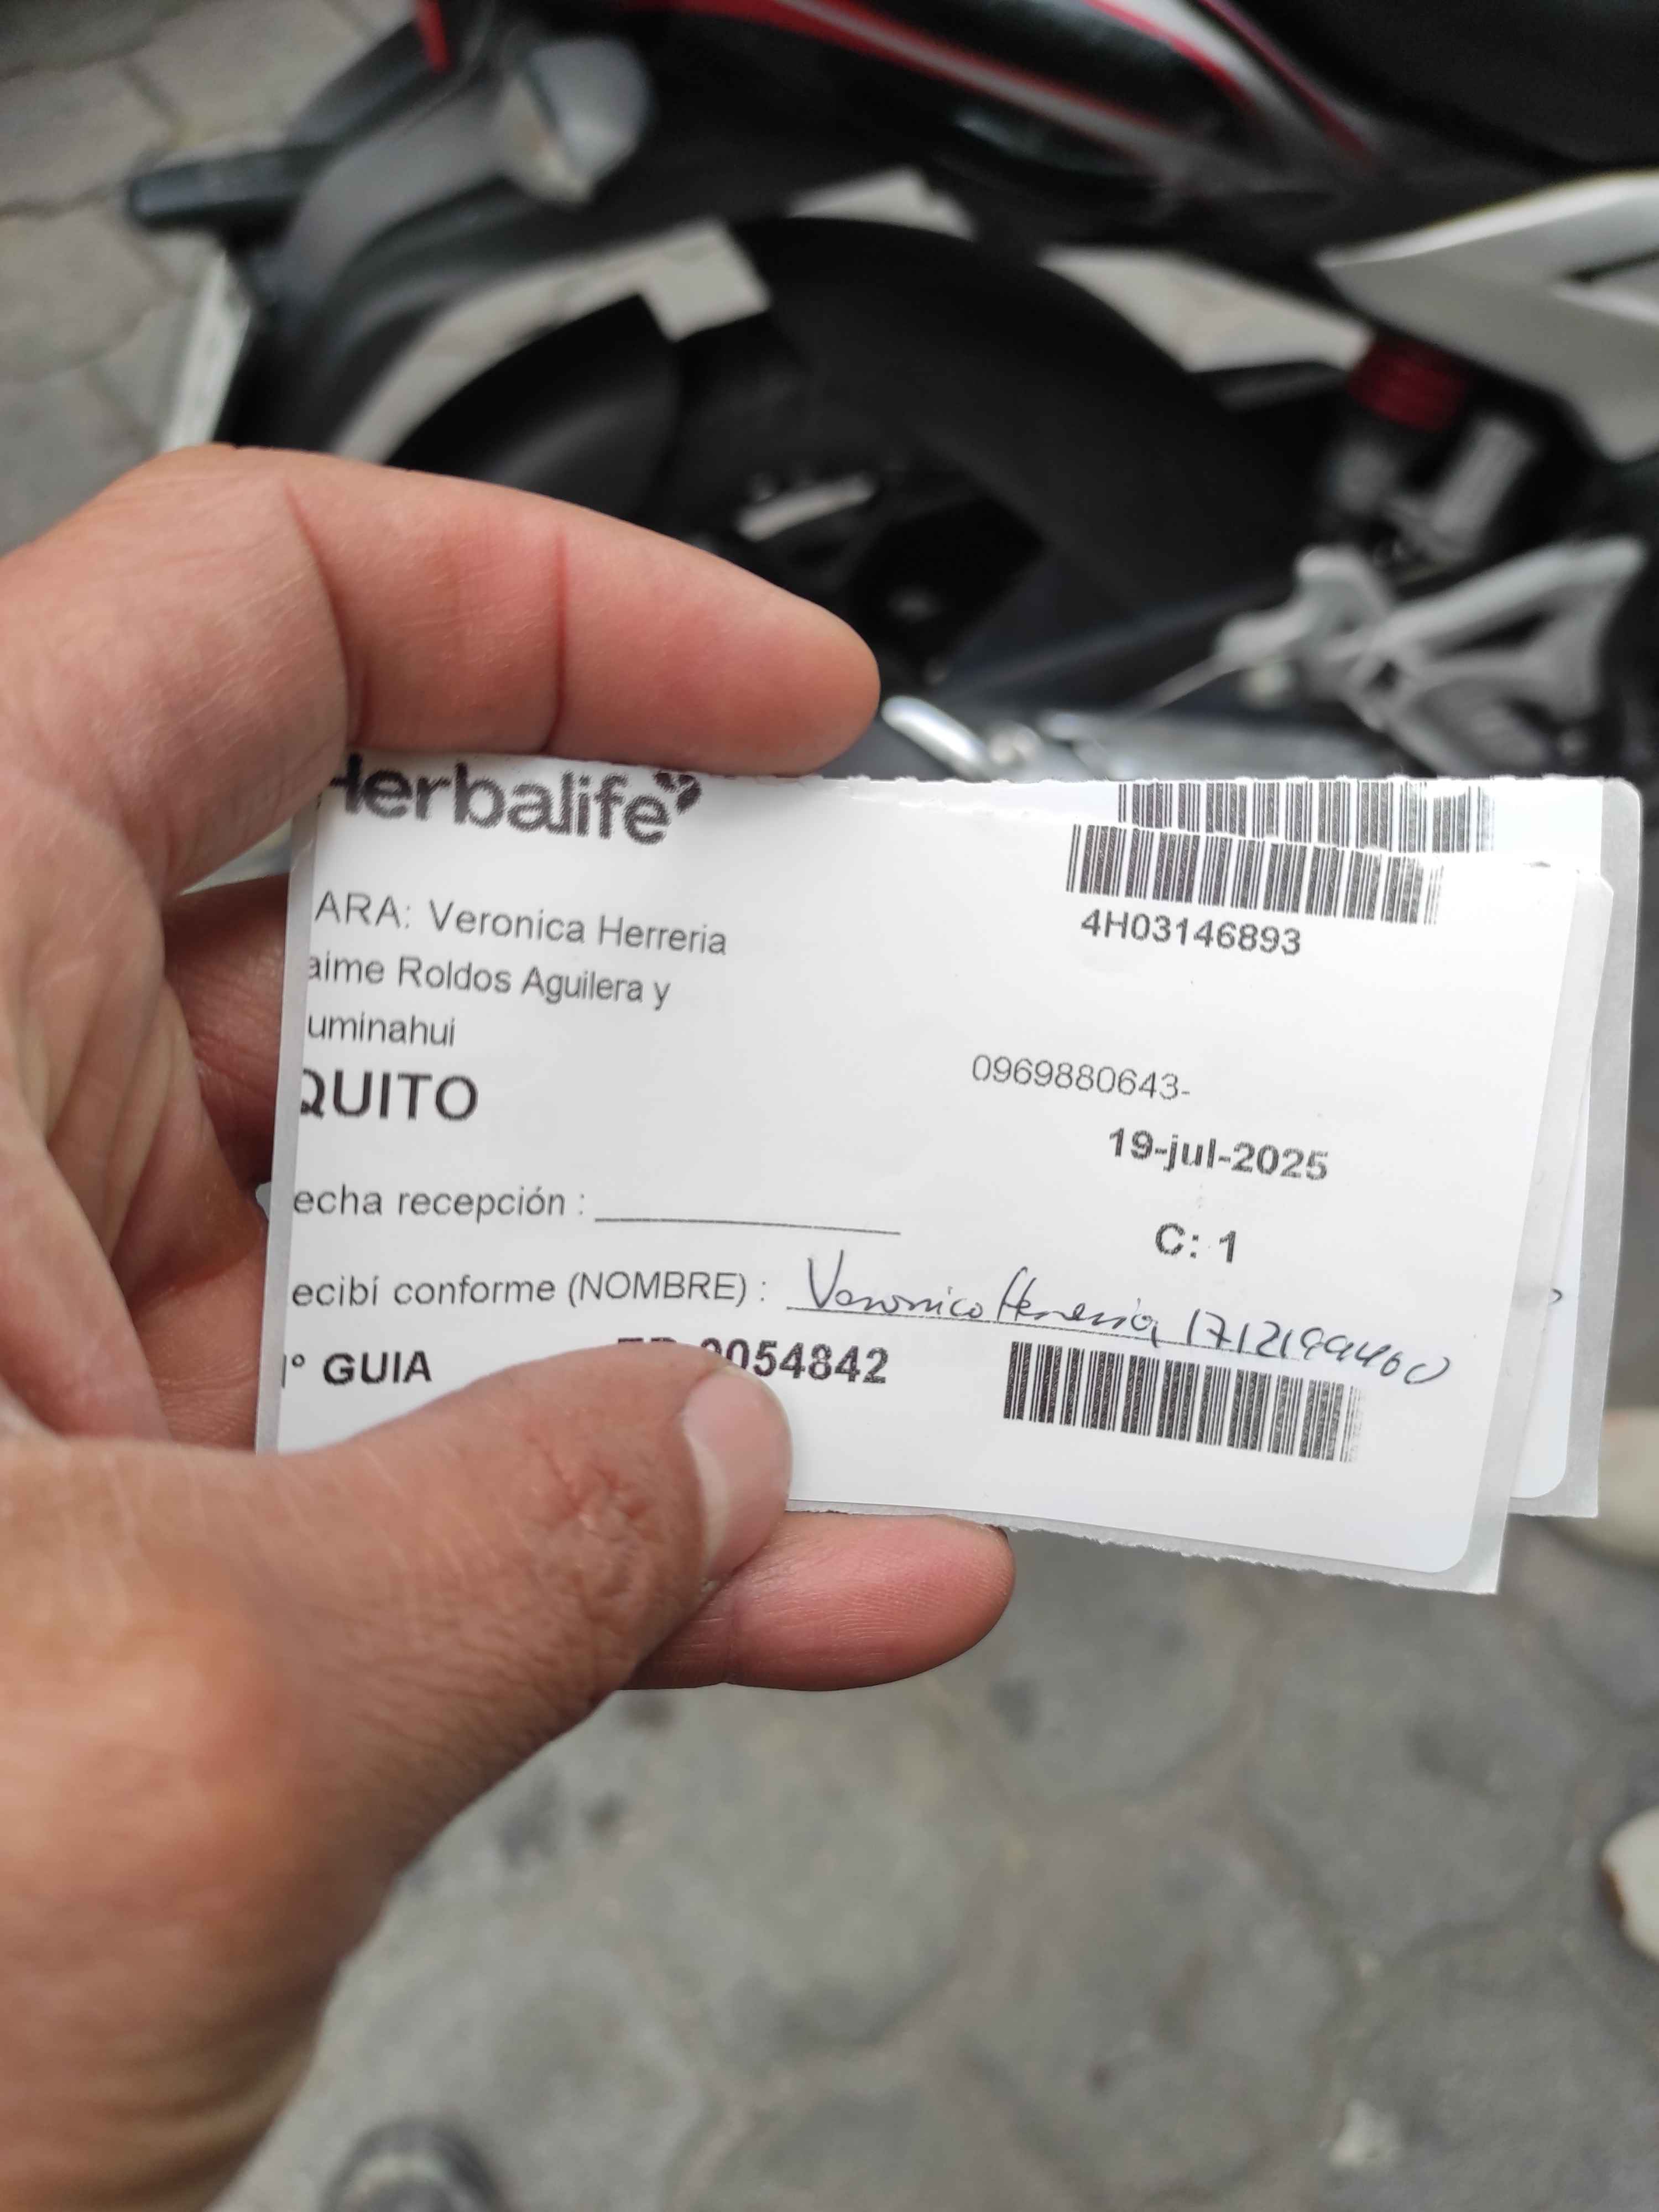 Herbalife
ARA: Veronica Herreria
aime Roldos Aguilera y
uminahui
QUITO
4H03146893
0969880643-
19-jul-2025
C: 1
echa recepción :
ecibí conforme (NOMBRE) : Veronica Herreria 1712199460
° GUIA 0054842